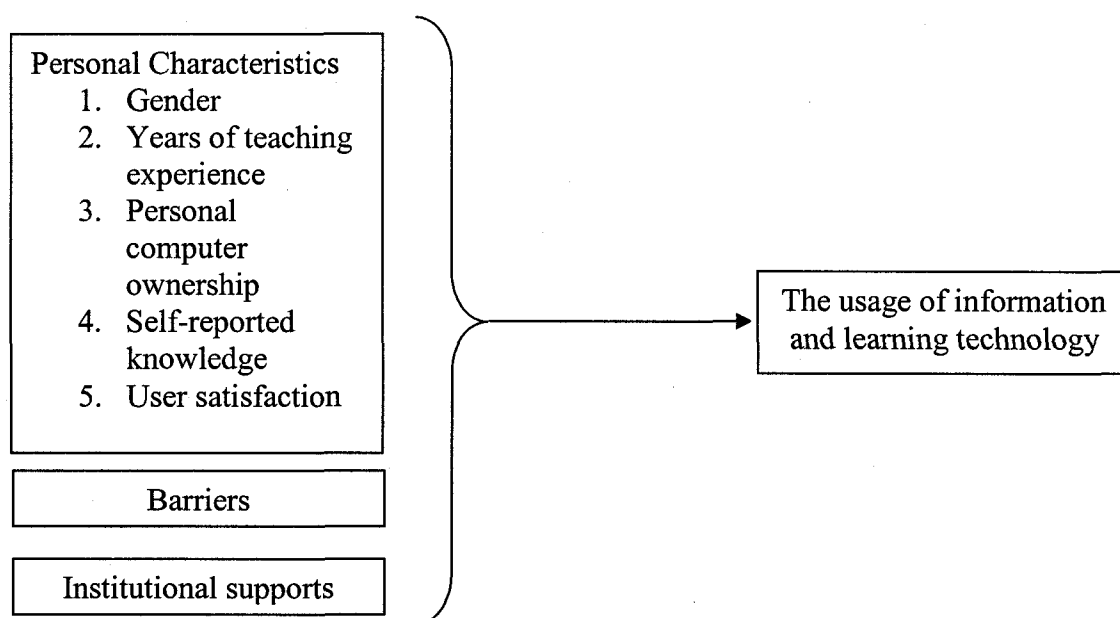 Personal Characteristics
1. Gender
2. Years of teaching
experience
3. Personal
computer
ownership
4. Self-reported
knowledge
5. User satisfaction
Barriers
Institutional supports
The usage of information
and learning technology